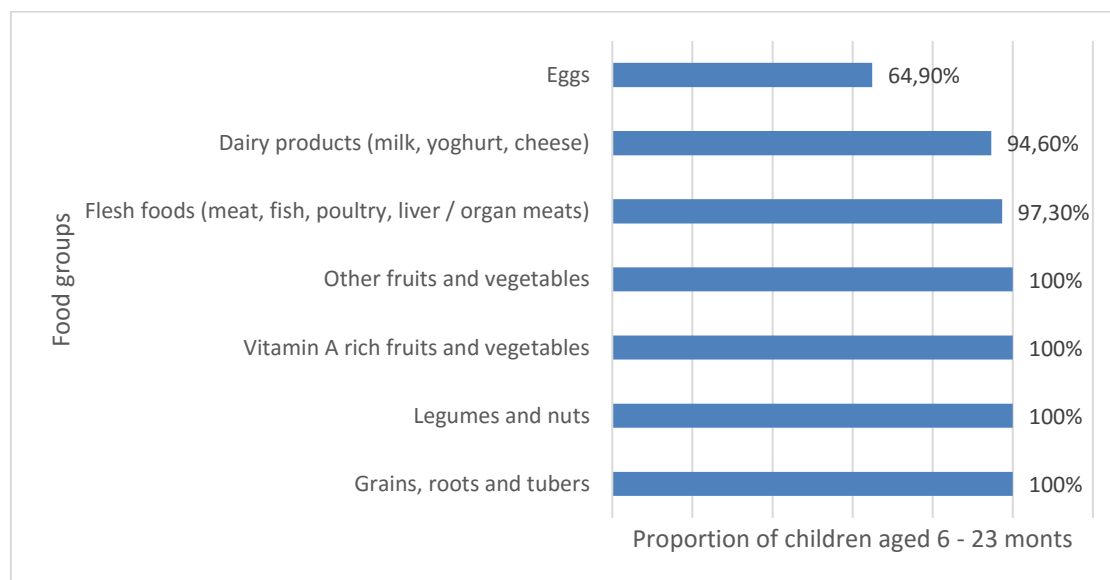 Eggs
64,90%
Dairy products (milk, yoghurt, cheese)
94,60%
Flesh foods (meat, fish, poultry, liver / organ meats)
97,30%
Other fruits and vegetables
100%
Vitamin A rich fruits and vegetables
100%
Legumes and nuts
100%
Grains, roots and tubers
100%
Food groups
Proportion of children aged 6 - 23 monts